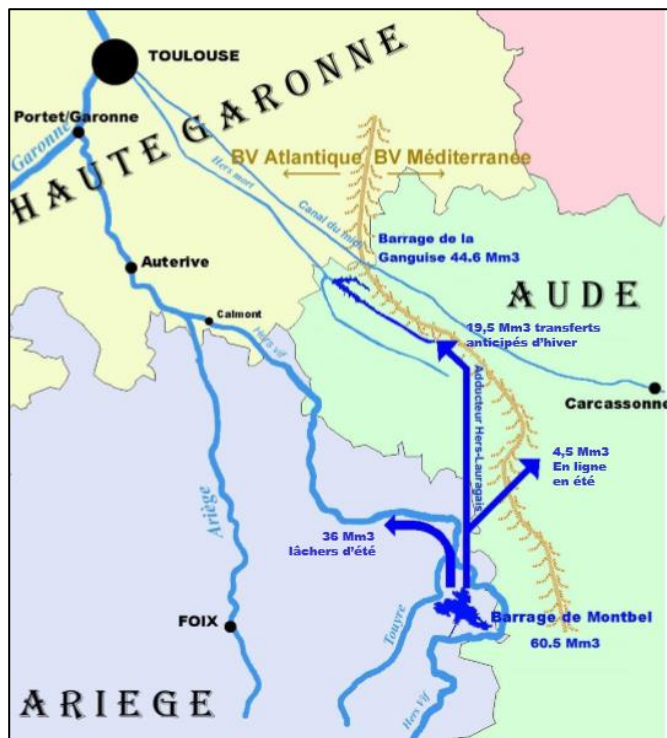 TOULOUSE
HAUTE GARONNE
Portet/Garonne
Garonne
BV Atlantique
BV Méditerranée
Hers mort
Canal du midi
Barrage de la
Ganguise 44.6 Mm3
Auterive
AUDE
Calmont
Hers vif
19,5 Mm3 transferts
anticipés d'hiver
Adducteur Hers-Lauragais
Carcassonne
4,5 Mm3
En ligne
en été
Ariège
36 Mm3
lâchers d'été
FOIX
Touyre
Barrage de Montbel
60.5 Mm3
Hers Vif
ARIEGE